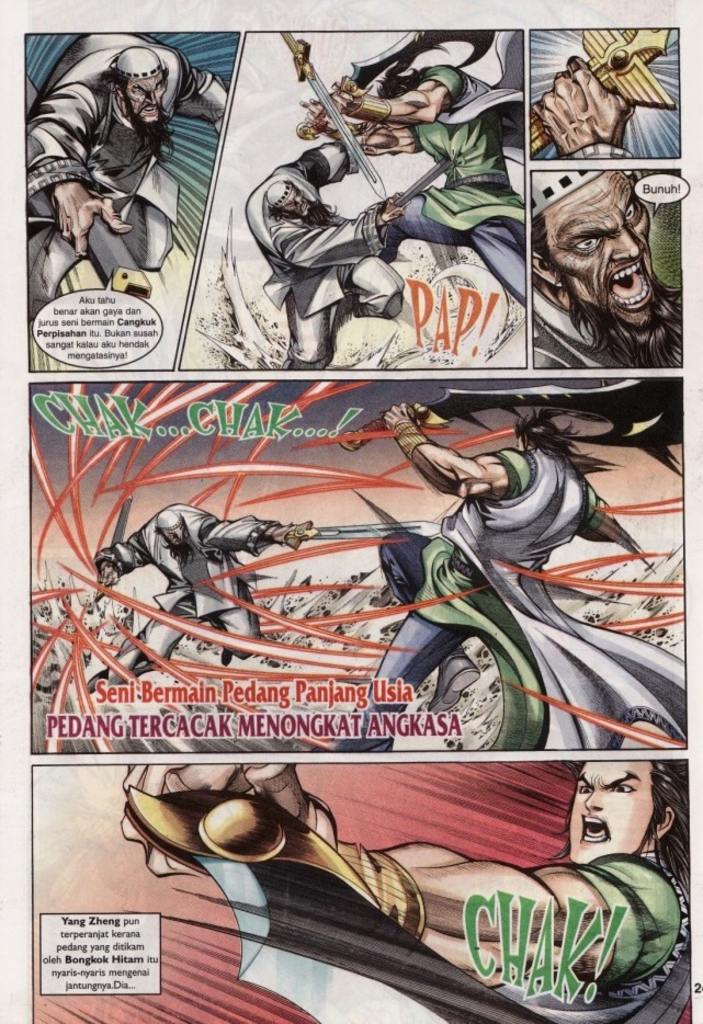 Aku tahu
benar akan gaya dan
jurus seni bermain Cangkuk
Perpisahan itu. Bukan susah
sangat kalau aku hendak
mengatasinya!
PAP!
Bunuh!
CHAK...CHAK....!
Seni Bermain Pedang Panjang Usia
PEDANG TERCACAK MENONGKAT ANGKASA
Yang Zheng pun
terperanjat kerana
pedang yang ditikam
oleh Bongkok Hitam itu
nyaris-nyaris mengenai
jantungnya.Dia...
CHAK!